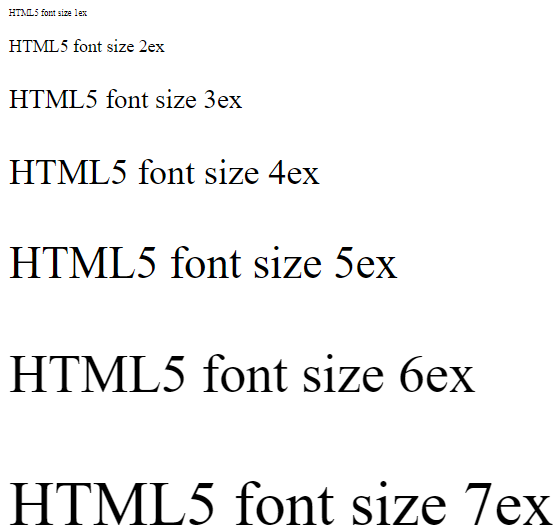 HTML5 font size 1ex
HTML5 font size 2ex
HTML5 font size 3ex
HTML5 font size 4ex
HTML5 font size 5ex
HTML5 font size 6ex
HTML5 font size 7ex